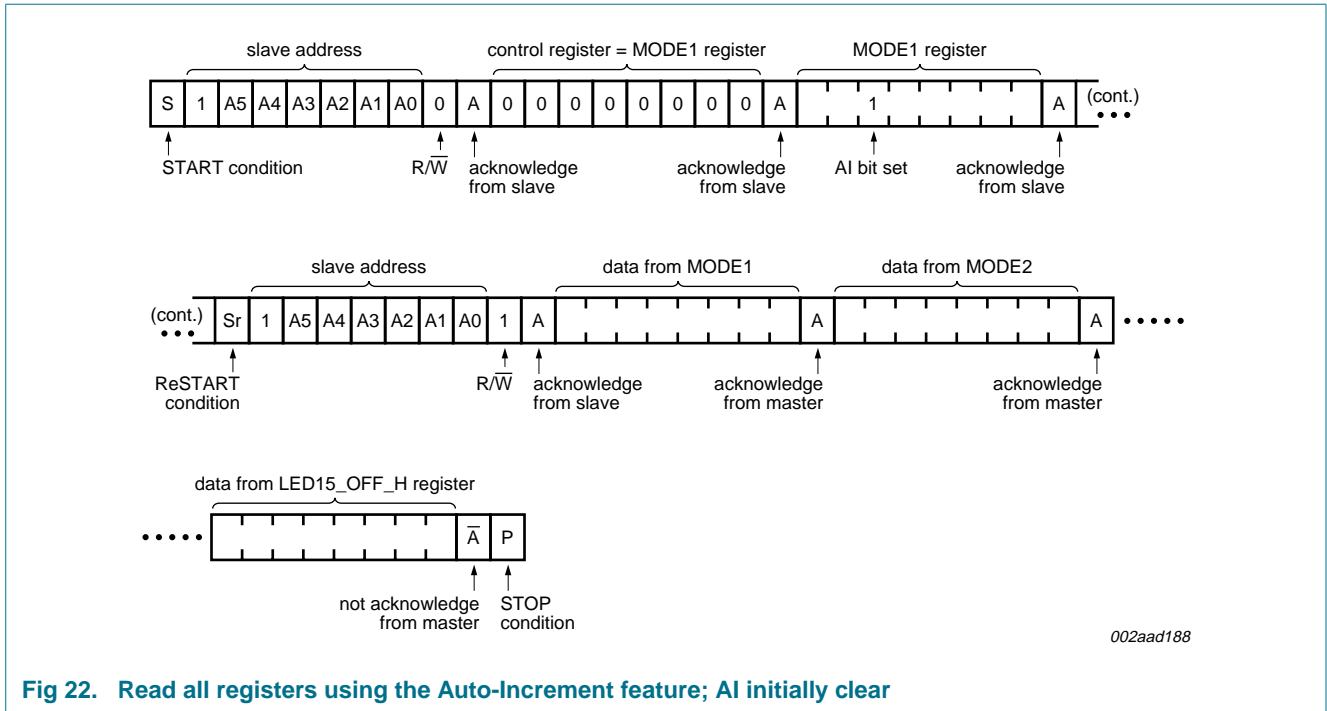 slave address control register = MODE1 register MODE1 register
S 1 A5 A4 A3 A2 A1 A0 0 A 0 0 0 0 0 0 0 0 A 1 A (cont.)
START condition R/W̅ acknowledge from slave acknowledge from slave AI bit set acknowledge from slave
slave address data from MODE1 data from MODE2
(cont.) Sr 1 A5 A4 A3 A2 A1 A0 1 A A A
ReSTART condition R/W̅ acknowledge from slave acknowledge from master acknowledge from master
data from LED15_OFF_H register
A̅ P
not acknowledge from master STOP condition
002aad188
Fig 22. Read all registers using the Auto-Increment feature; AI initially clear